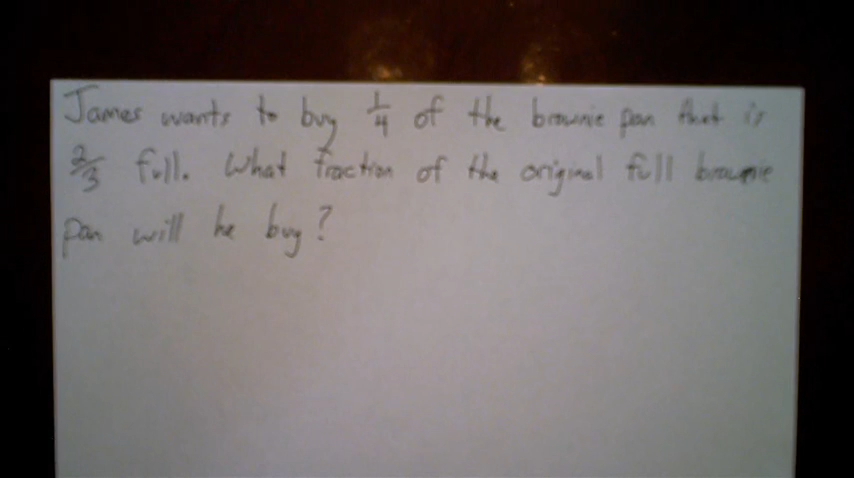 James wants to buy 1/4 of the brownie pan that is
2/3 full. What fraction of the original full brownie
pan will he buy?